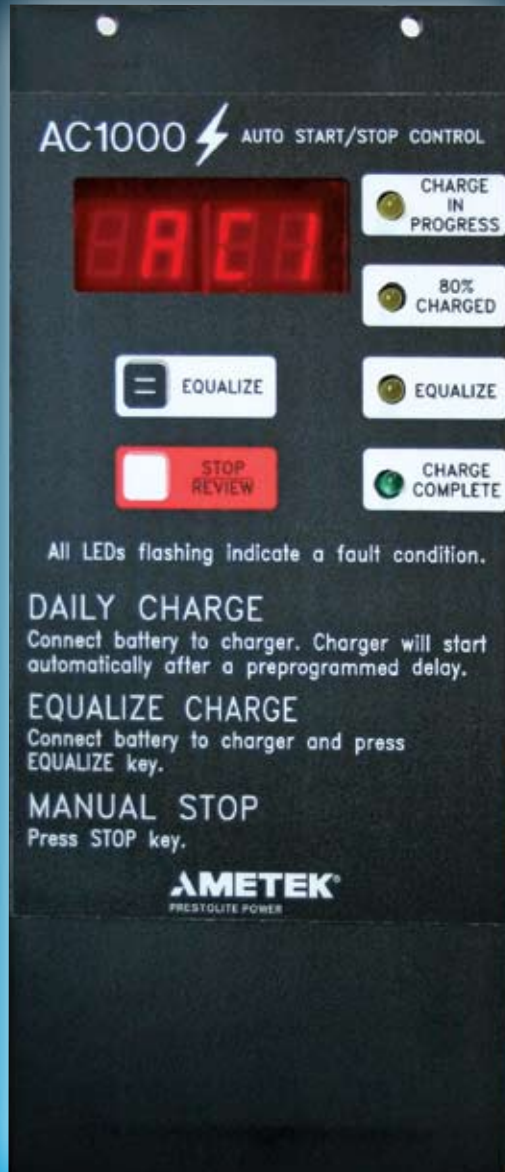 AC1000 AUTO START/STOP CONTROL
AC1
CHARGE
IN
PROGRESS
80%
CHARGED
EQUALIZE
EQUALIZE
STOP
REVIEW
CHARGE
COMPLETE
All LEDs flashing indicate a fault condition.
DAILY CHARGE
Connect battery to charger. Charger will start
automatically after a preprogrammed delay.
EQUALIZE CHARGE
Connect battery to charger and press
EQUALIZE key.
MANUAL STOP
Press STOP key.
AMETEK®
PRESTOLITE POWER